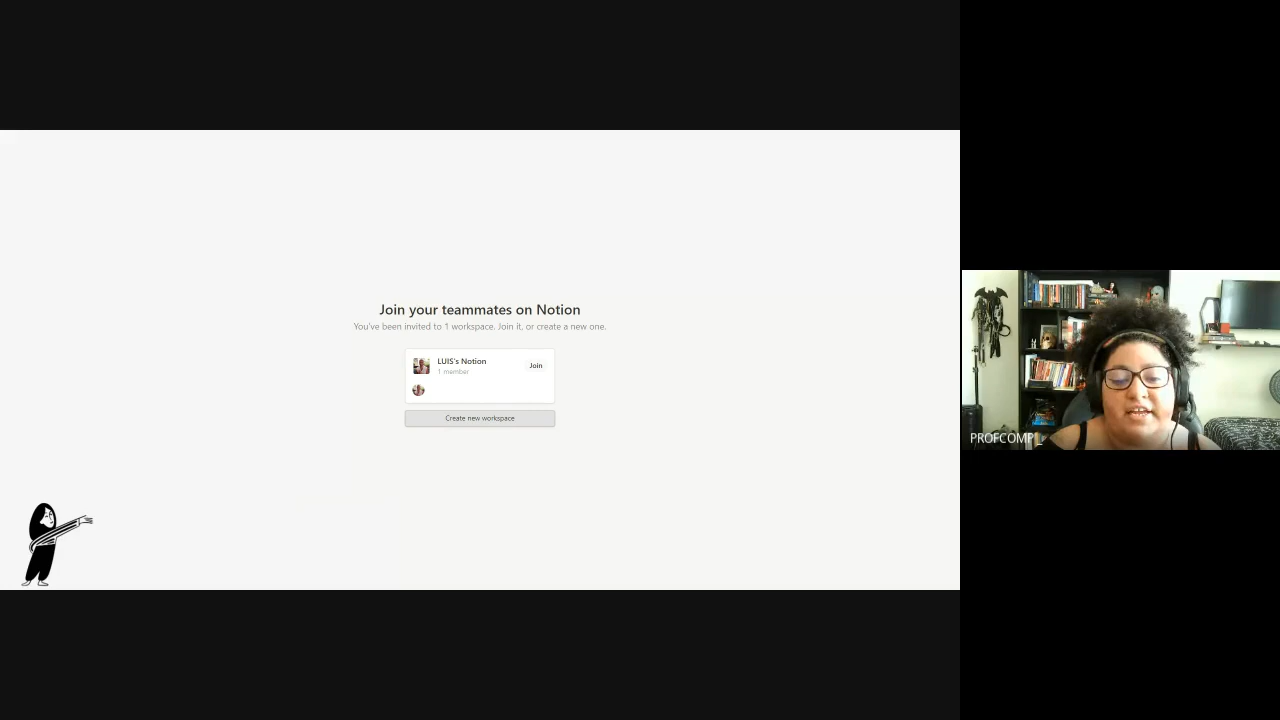 Join your teammates on Notion
You've been invited to 1 workspace. Join it, or create a new one.
LUIS's Notion
1 member
Join
Create new workspace
PROFCOMP_